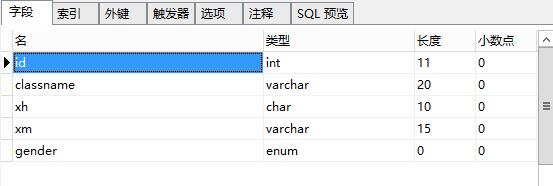 字段 索引 外键 触发器 选项 注释 SQL 预览
名 类型 长度 小数点
id int 11 0
classname varchar 20 0
xh char 10 0
xm varchar 15 0
gender enum 0 0